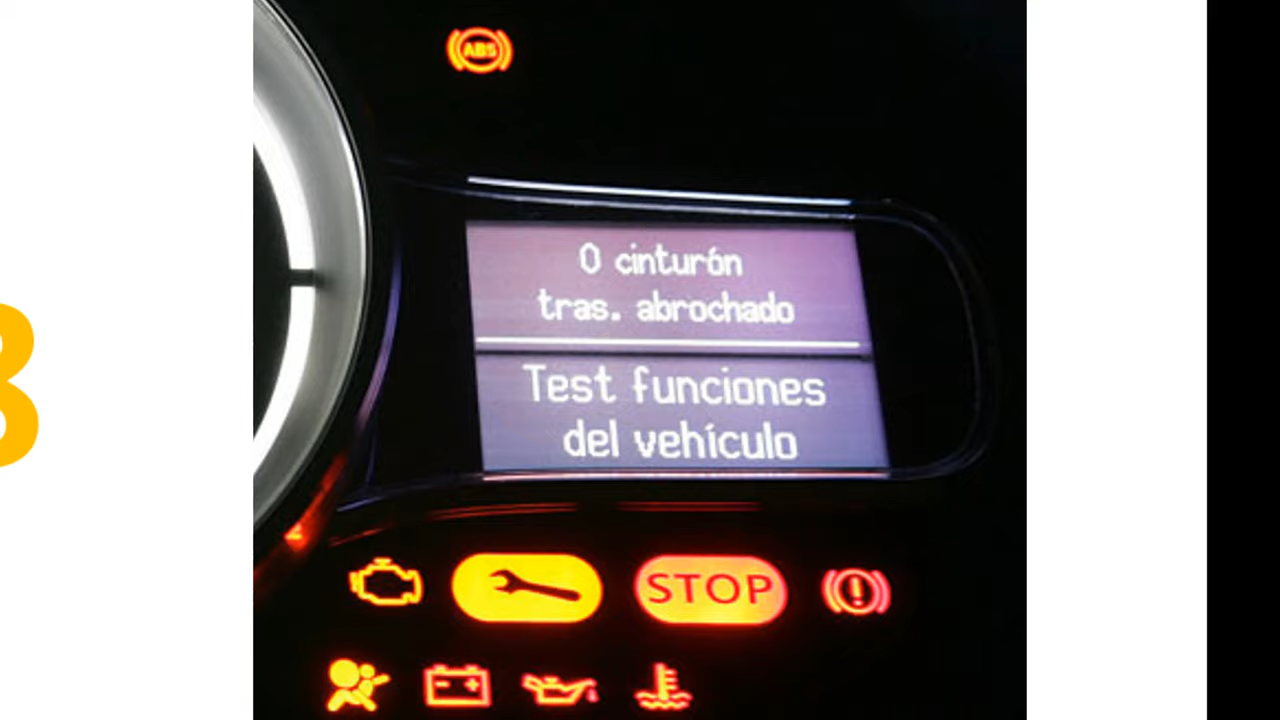 ABS
0 cinturón
tras. abrochado
Test funciones
del vehículo
STOP